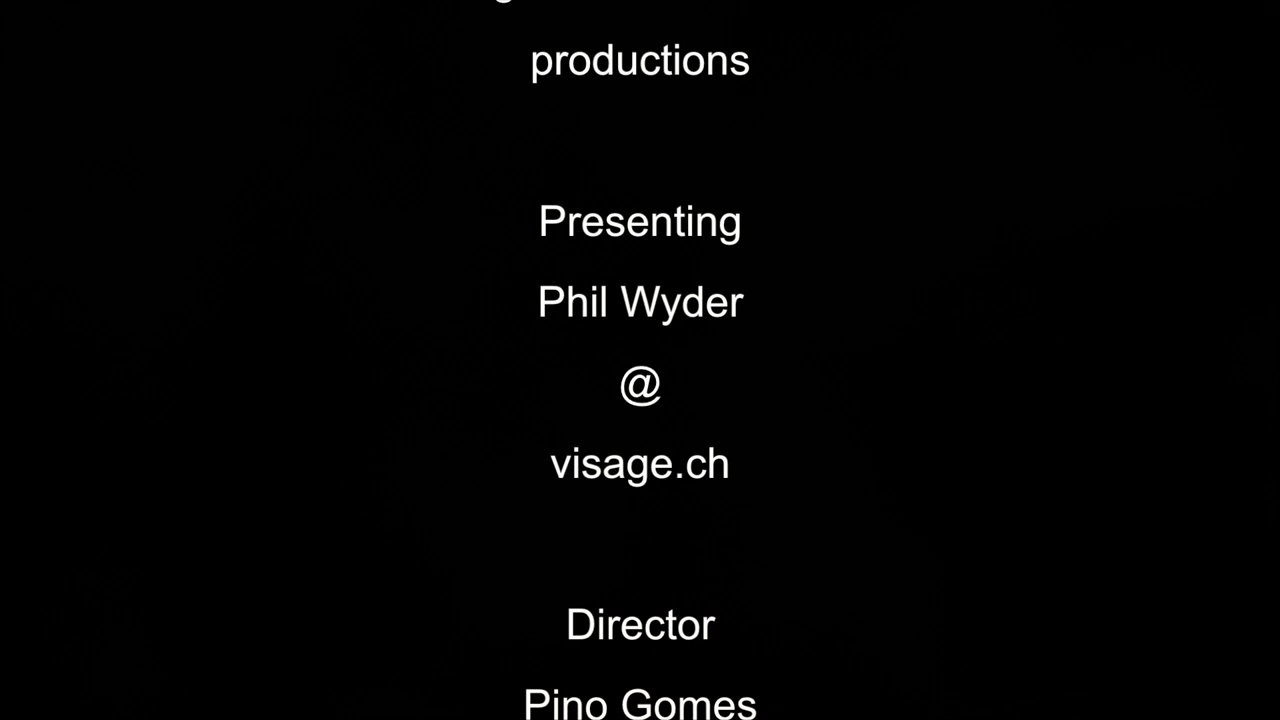 productions
Presenting
Phil Wyder
@
visage.ch
Director
Pino Gomes